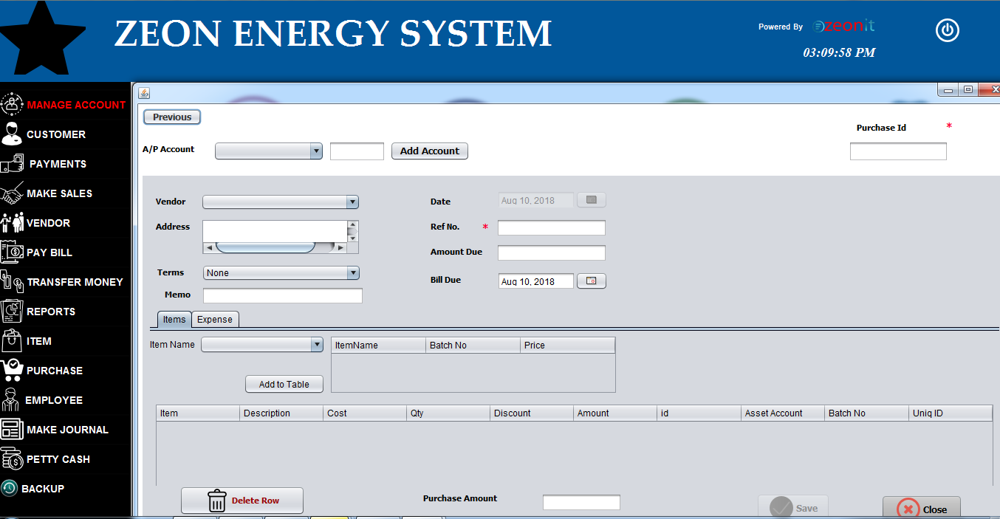 ZEON ENERGY SYSTEM
Powered By zeonit
03:09:58 PM
MANAGE ACCOUNT
CUSTOMER
PAYMENTS
MAKE SALES
VENDOR
PAY BILL
TRANSFER MONEY
REPORTS
ITEM
PURCHASE
EMPLOYEE
MAKE JOURNAL
PETTY CASH
BACKUP
Previous
Purchase Id *
A/P Account Add Account
Vendor
Date Aug 10, 2018
Address
Ref No. *
Amount Due
Terms None
Bill Due Aug 10, 2018
Memo
Items Expense
Item Name
ItemName Batch No Price
Add to Table
Item Description Cost Qty Discount Amount id Asset Account Batch No Uniq ID
Delete Row
Purchase Amount
Save
Close